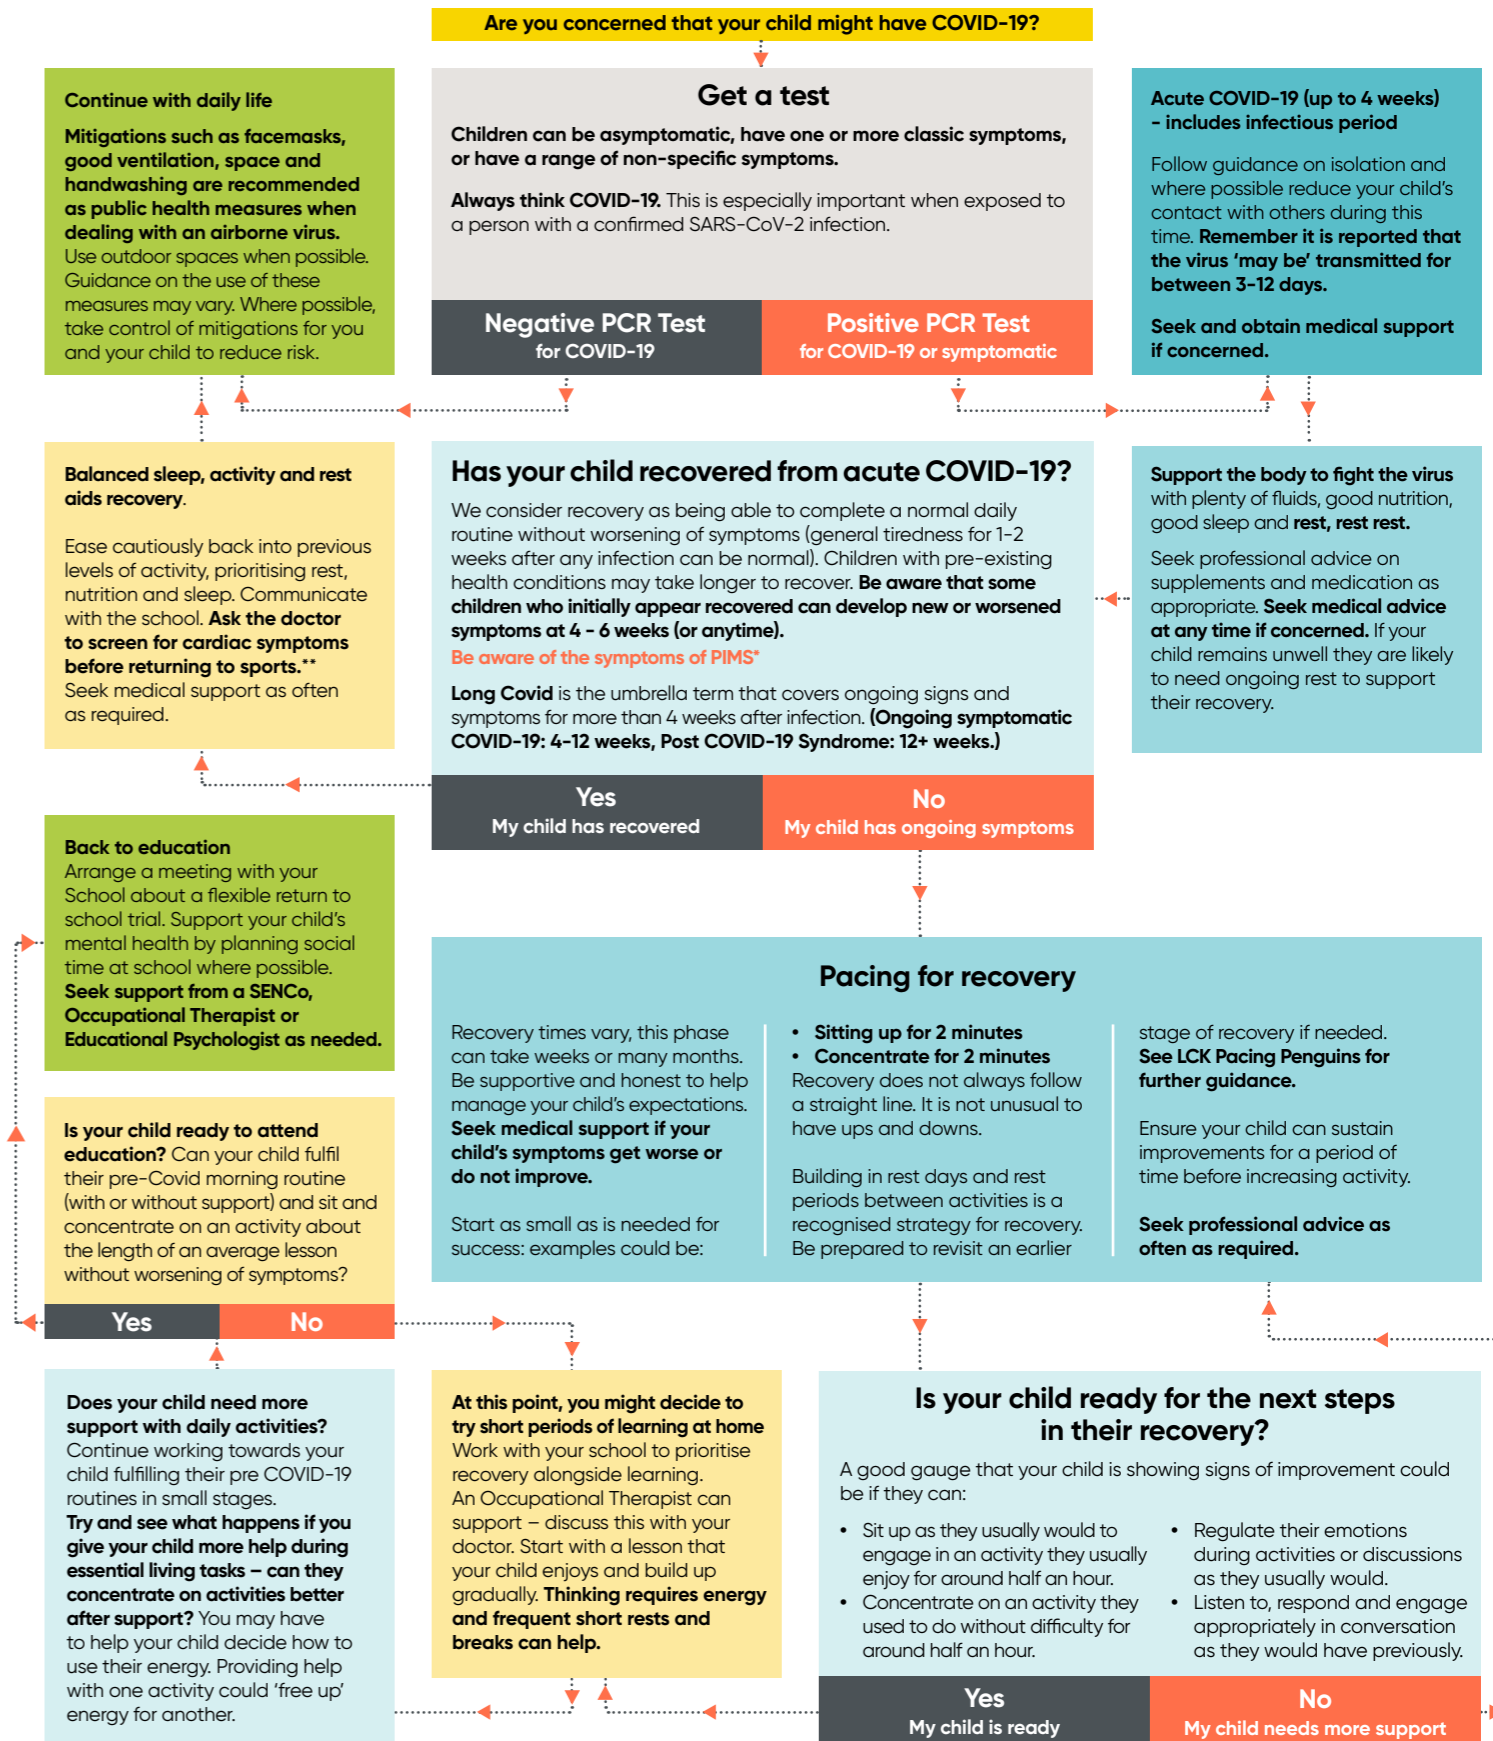 Are you concerned that your child might have COVID-19?
Continue with daily life
Mitigations such as facemasks,
good ventilation, space and
handwashing are recommended
as public health measures when
dealing with an airborne virus.
Use outdoor spaces when possible.
Guidance on the use of these
measures may vary. Where possible,
take control of mitigations for you
and your child to reduce risk.
Get a test
Children can be asymptomatic, have one or more classic symptoms,
or have a range of non-specific symptoms.
Always think COVID-19. This is especially important when exposed to
a person with a confirmed SARS-CoV-2 infection.
Negative PCR Test
for COVID-19
Positive PCR Test
for COVID-19 or symptomatic
Acute COVID-19 (up to 4 weeks)
- includes infectious period
Follow guidance on isolation and
where possible reduce your child's
contact with others during this
time. Remember it is reported that
the virus 'may be' transmitted for
between 3-12 days.
Seek and obtain medical support
if concerned.
Balanced sleep, activity and rest
aids recovery.
Ease cautiously back into previous
levels of activity, prioritising rest,
nutrition and sleep. Communicate
with the school. Ask the doctor
to screen for cardiac symptoms
before returning to sports.**
Seek medical support as often
as required.
Has your child recovered from acute COVID-19?
We consider recovery as being able to complete a normal daily
routine without worsening of symptoms (general tiredness for 1-2
weeks after any infection can be normal). Children with pre-existing
health conditions may take longer to recover. Be aware that some
children who initially appear recovered can develop new or worsened
symptoms at 4 - 6 weeks (or anytime).
Be aware of the symptoms of PIMS*
Long Covid is the umbrella term that covers ongoing signs and
symptoms for more than 4 weeks after infection. (Ongoing symptomatic
COVID-19: 4-12 weeks, Post COVID-19 Syndrome: 12+ weeks.)
Yes
My child has recovered
No
My child has ongoing symptoms
Support the body to fight the virus
with plenty of fluids, good nutrition,
good sleep and rest, rest rest.
Seek professional advice on
supplements and medication as
appropriate. Seek medical advice
at any time if concerned. If your
child remains unwell they are likely
to need ongoing rest to support
their recovery.
Back to education
Arrange a meeting with your
School about a flexible return to
school trial. Support your child's
mental health by planning social
time at school where possible.
Seek support from a SENCo,
Occupational Therapist or
Educational Psychologist as needed.
Pacing for recovery
Recovery times vary, this phase
can take weeks or many months.
Be supportive and honest to help
manage your child's expectations.
Seek medical support if your
child's symptoms get worse or
do not improve.
Start as small as is needed for
success: examples could be:
• Sitting up for 2 minutes
• Concentrate for 2 minutes
Recovery does not always follow
a straight line. It is not unusual to
have ups and downs.
Building in rest days and rest
periods between activities is a
recognised strategy for recovery.
Be prepared to revisit an earlier
stage of recovery if needed.
See LCK Pacing Penguins for
further guidance.
Ensure your child can sustain
improvements for a period of
time before increasing activity.
Seek professional advice as
often as required.
Is your child ready to attend
education? Can your child fulfil
their pre-Covid morning routine
(with or without support) and sit and
concentrate on an activity about
the length of an average lesson
without worsening of symptoms?
Yes
No
Does your child need more
support with daily activities?
Continue working towards your
child fulfilling their pre COVID-19
routines in small stages.
Try and see what happens if you
give your child more help during
essential living tasks – can they
concentrate on activities better
after support? You may have
to help your child decide how to
use their energy. Providing help
with one activity could 'free up'
energy for another.
At this point, you might decide to
try short periods of learning at home
Work with your school to prioritise
recovery alongside learning.
An Occupational Therapist can
support – discuss this with your
doctor. Start with a lesson that
your child enjoys and build up
gradually. Thinking requires energy
and frequent short rests and
breaks can help.
Is your child ready for the next steps
in their recovery?
A good gauge that your child is showing signs of improvement could
be if they can:
• Sit up as they usually would to
engage in an activity they usually
enjoy for around half an hour.
• Concentrate on an activity they
used to do without difficulty for
around half an hour.
• Regulate their emotions
during activities or discussions
as they usually would.
• Listen to, respond and engage
appropriately in conversation
as they would have previously.
Yes
My child is ready
No
My child needs more support